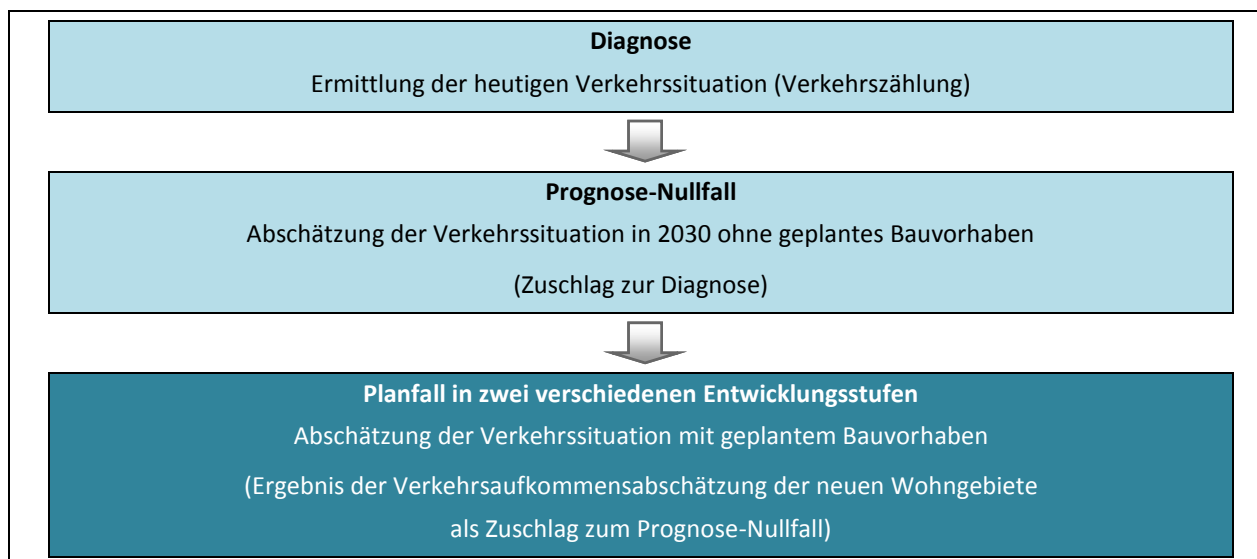 Diagnose
Ermittlung der heutigen Verkehrssituation (Verkehrszählung)
Prognose-Nullfall
Abschätzung der Verkehrssituation in 2030 ohne geplantes Bauvorhaben
(Zuschlag zur Diagnose)
Planfall in zwei verschiedenen Entwicklungsstufen
Abschätzung der Verkehrssituation mit geplantem Bauvorhaben
(Ergebnis der Verkehrsaufkommensabschätzung der neuen Wohngebiete
als Zuschlag zum Prognose-Nullfall)